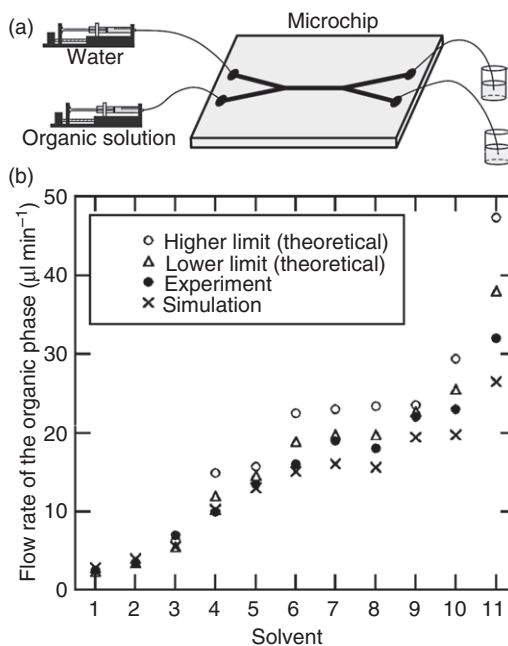 (a)
Microchip
Water
Organic solution
(b)
Flow rate of the organic phase (µl min⁻¹)
50
40
30
20
10
0
Higher limit (theoretical)
Lower limit (theoretical)
Experiment
Simulation
1 2 3 4 5 6 7 8 9 10 11
Solvent